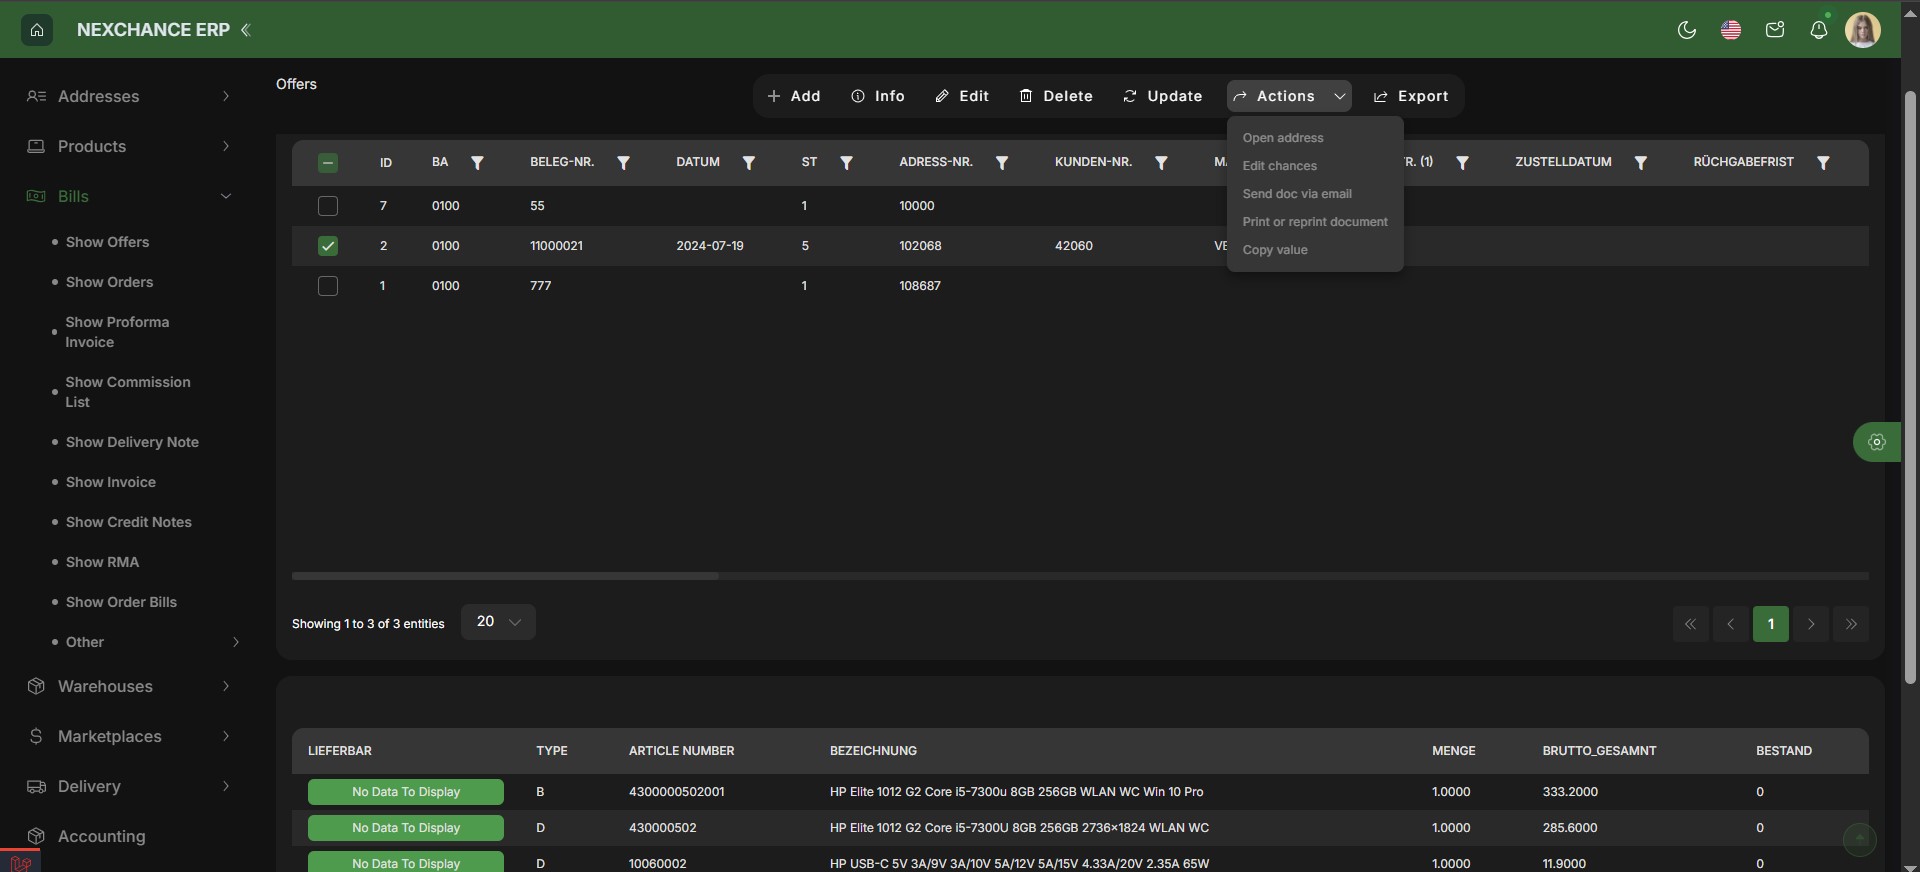 NEXCHANCE ERP
Addresses
Products
Bills
Show Offers
Show Orders
Show Proforma
Invoice
Show Commission
List
Show Delivery Note
Show Invoice
Show Credit Notes
Show RMA
Show Order Bills
Other
Warehouses
Marketplaces
Delivery
Accounting
Offers
Add Info Edit Delete Update Actions Export
Open address
Edit chances
Send doc via email
Print or reprint document
Copy value
ID BA BELEG-NR. DATUM ST ADRESS-NR. KUNDEN-NR. (1) ZUSTELLDATUM RÜCHGABEFRIST
7 0100 55 1 10000
2 0100 11000021 2024-07-19 5 102068 42060
1 0100 777 1 108687
Showing 1 to 3 of 3 entities 20 1
LIEFERBAR TYPE ARTICLE NUMBER BEZEICHNUNG MENGE BRUTTO_GESAMNT BESTAND
No Data To Display B 4300000502001 HP Elite 1012 G2 Core i5-7300u 8GB 256GB WLAN WC Win 10 Pro 1.0000 333.2000 0
No Data To Display D 430000502 HP Elite 1012 G2 Core i5-7300U 8GB 256GB 2736x1824 WLAN WC 1.0000 285.6000 0
No Data To Display D 10060002 HP USB-C 5V 3A/9V 3A/10V 5A/12V 5A/15V 4.33A/20V 2.35A 65W 1.0000 11.9000 0